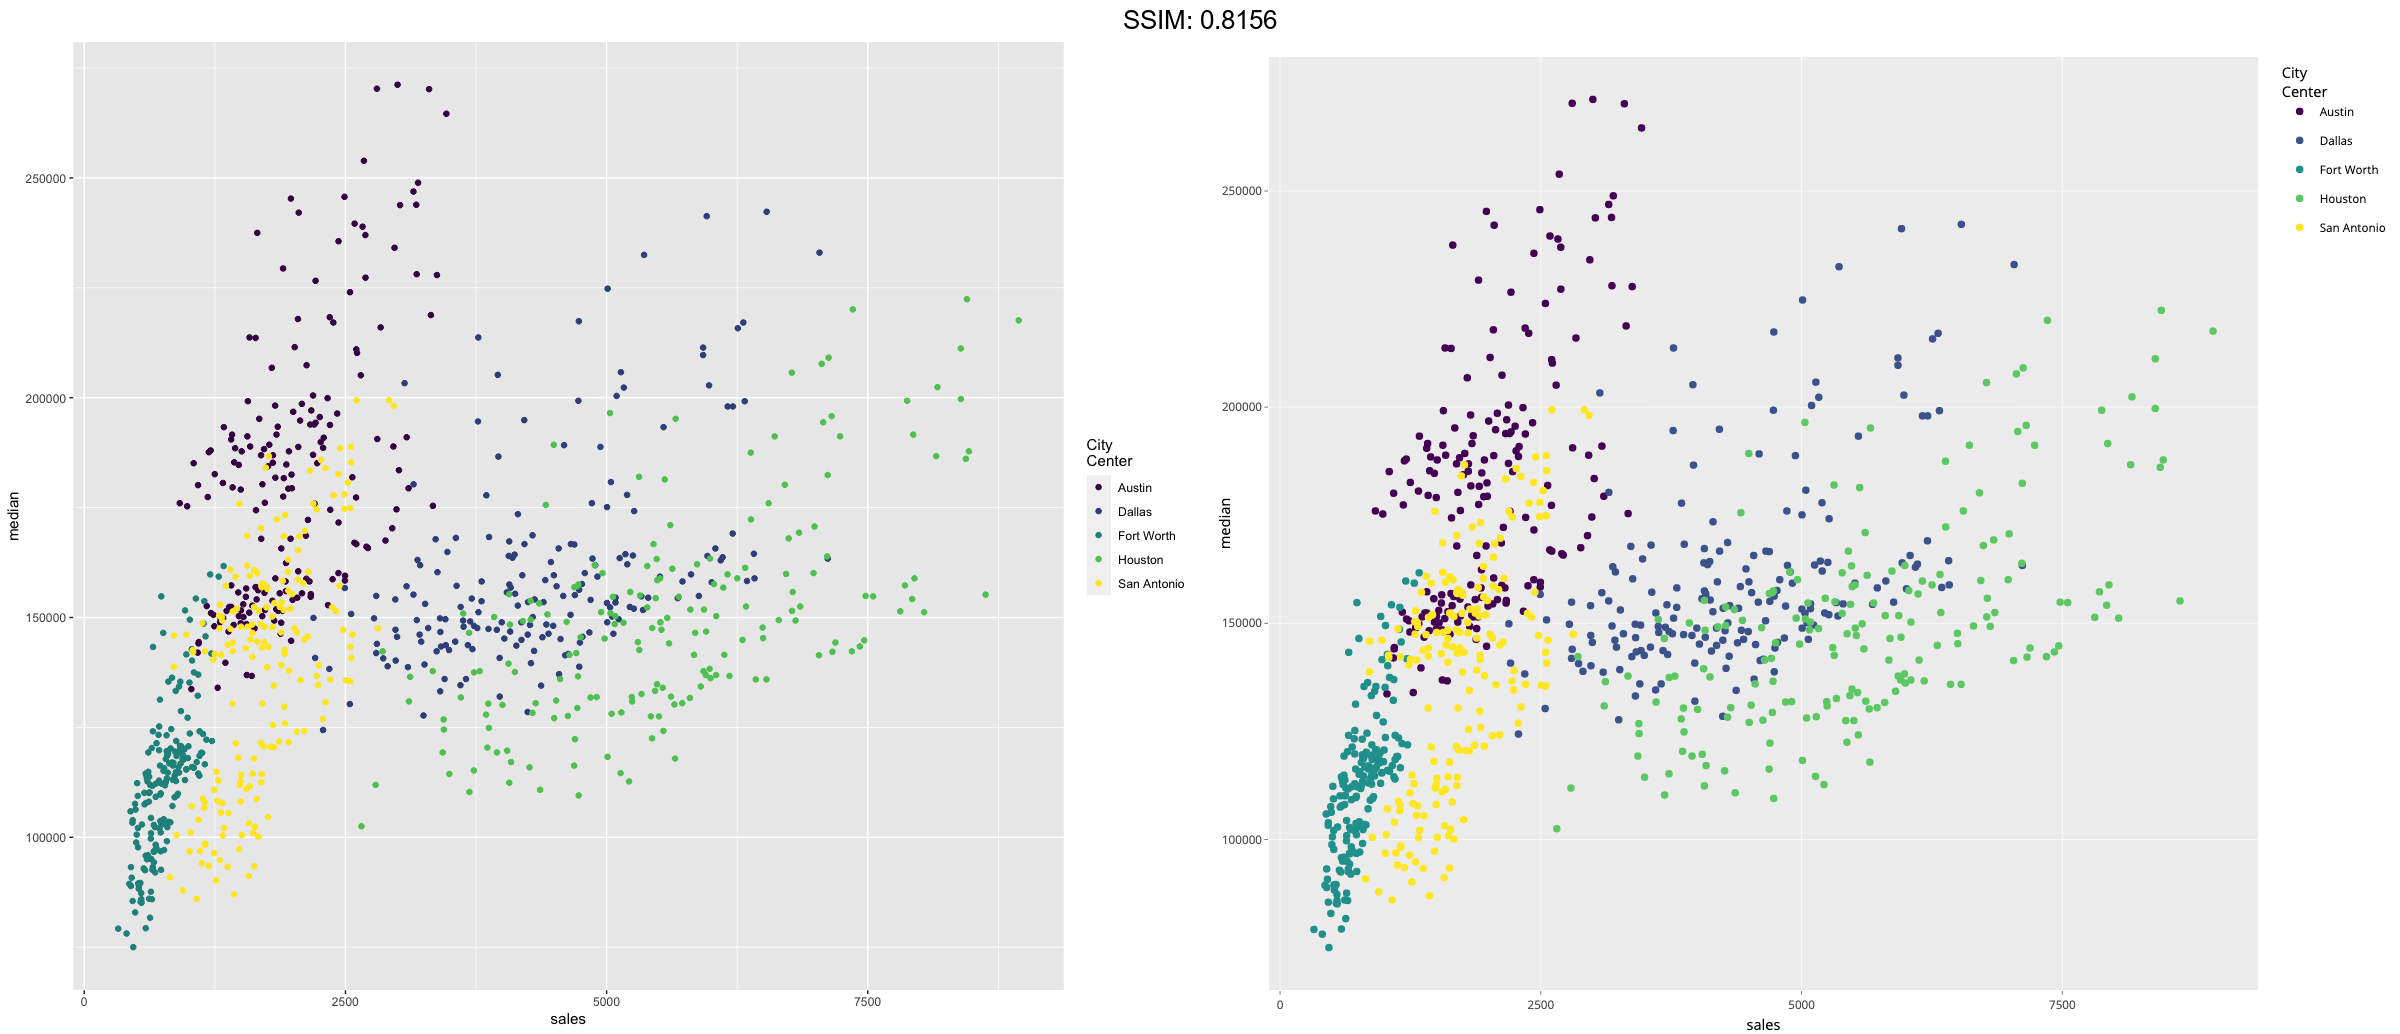 SSIM: 0.8156
median
250000
200000
150000
100000
0 2500 5000 7500
sales
City
Center
Austin
Dallas
Fort Worth
Houston
San Antonio
median
250000
200000
150000
100000
0 2500 5000 7500
sales
City
Center
Austin
Dallas
Fort Worth
Houston
San Antonio